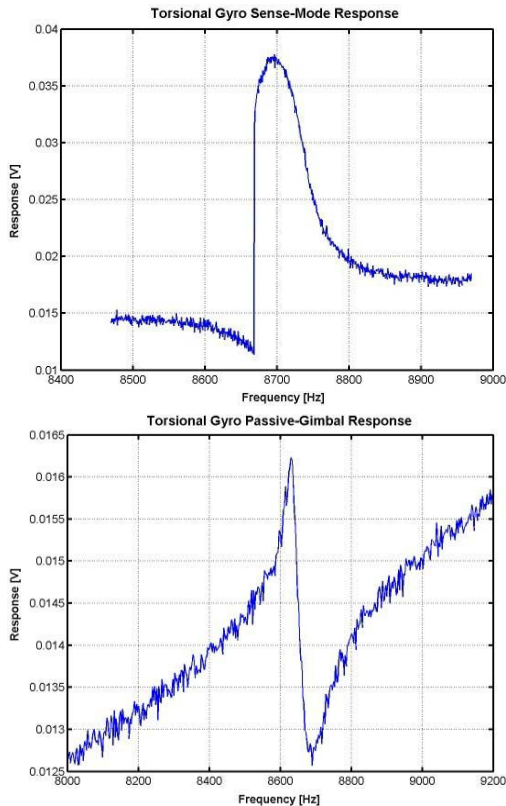 Torsional Gyro Sense-Mode Response
0.04
0.035
0.03
0.025
0.02
0.015
0.01
Response [V]
8400 8500 8600 8700 8800 8900 9000
Frequency [Hz]
Torsional Gyro Passive-Gimbal Response
0.0165
0.016
0.0155
0.015
0.0145
0.014
0.0135
0.013
0.0125
Response [V]
8000 8200 8400 8600 8800 9000 9200
Frequency [Hz]